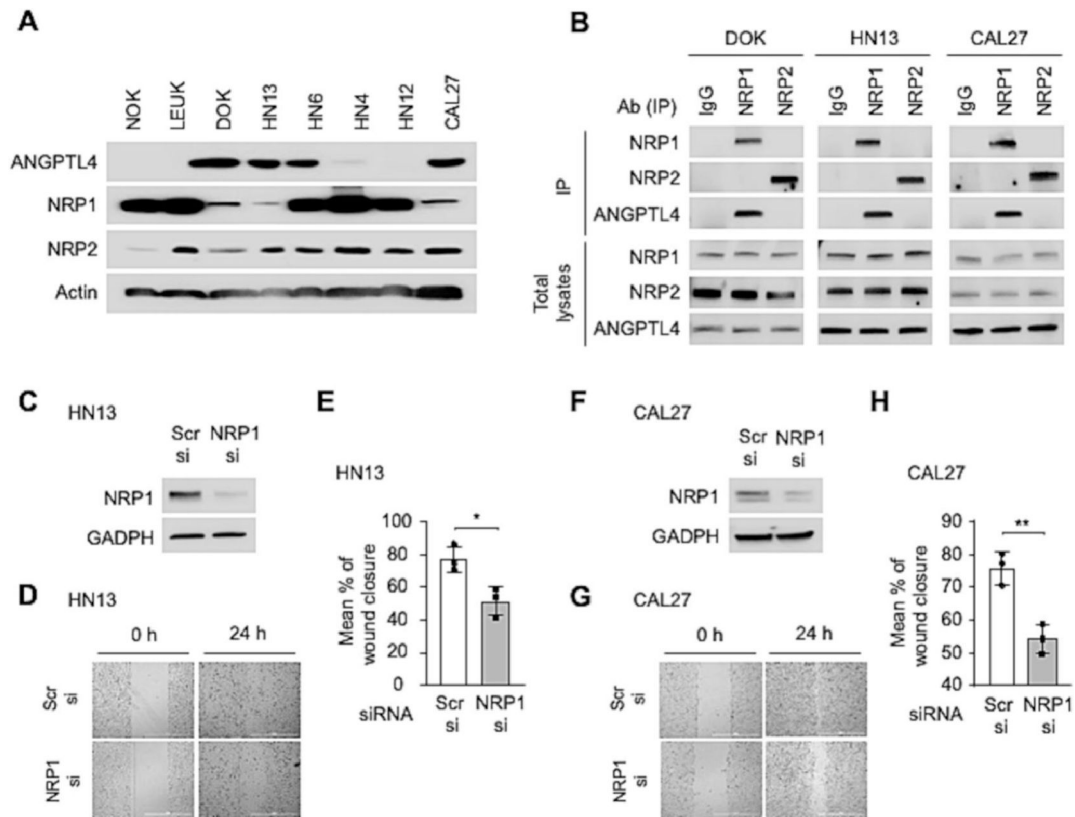 A
NOK LEUK DOK HN13 HN6 HN4 HN12 CAL27
ANGPTL4
NRP1
NRP2
Actin
B
DOK HN13 CAL27
Ab (IP) IgG NRP1 NRP2 IgG NRP1 NRP2 IgG NRP1 NRP2
IP
NRP1
NRP2
ANGPTL4
Total lysates
NRP1
NRP2
ANGPTL4
C HN13
Scr si NRP1 si
NRP1
GADPH
D HN13
0 h 24 h
Scr si
NRP1 si
E
HN13
*
Mean % of wound closure
100
80
60
40
20
0
siRNA Scr si NRP1 si
F CAL27
Scr si NRP1 si
NRP1
GADPH
G CAL27
0 h 24 h
Scr si
NRP1 si
H
CAL27
**
Mean % of wound closure
90
80
70
60
50
40
siRNA Scr si NRP1 si